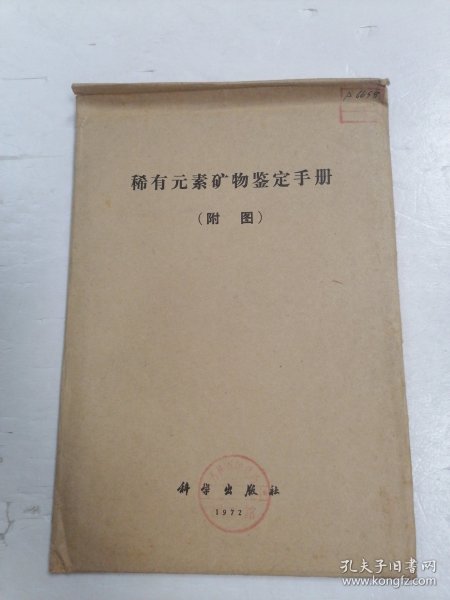 稀有元素矿物鉴定手册
(附 图)
科学出版社
1972
孔夫子旧书网
www.kongfz.com